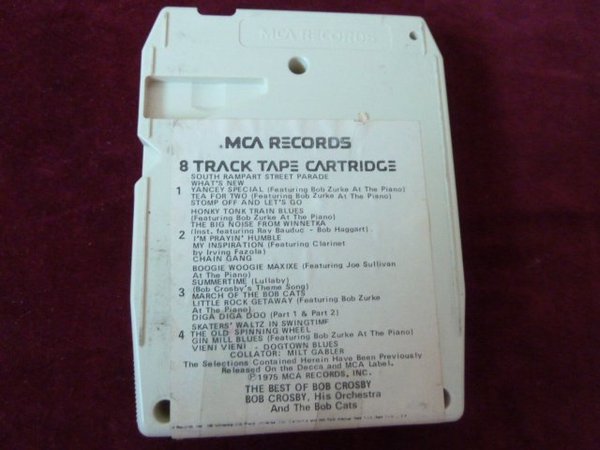 MCA RECORDS
MCA RECORDS
8 TRACK TAPE CARTRIDGE
SOUTH RAMPART STREET PARADE
WHAT'S NEW
1 YANCEY SPECIAL (Featuring Bob Zurke At The Piano)
TEA FOR TWO (Featuring Bob Zurke At The Piano)
STOMP OFF AND LET'S GO
HONKY TONK TRAIN BLUES
(Featuring Bob Zurke At The Piano)
THE BIG NOISE FROM WINNETKA
2 (Inst. featuring Ray Bauduc - Bob Haggart)
I'M PRAYIN' HUMBLE
MY INSPIRATION (Featuring Clarinet
by Irving Fazola)
CHAIN GANG
BOOGIE WOOGIE MAXIXE (Featuring Joe Sullivan
At The Piano)
SUMMERTIME (Lullaby)
3 (Bob Crosby's Theme Song)
MARCH OF THE BOB CATS
LITTLE ROCK GETAWAY (Featuring Bob Zurke
At The Piano)
DIGA DIGA DOO (Part 1 & Part 2)
SKATERS' WALTZ IN SWINGTIME
4 THE OLD SPINNING WHEEL
GIN MILL BLUES (Featuring Bob Zurke At The Piano)
VIENI VIENI - DOGTOWN BLUES
COLLATOR: MILT GABLER
The Selections Contained Herein Have Been Previously
Released On the Decca and MCA Label.
Ⓟ1975 MCA RECORDS, INC.
THE BEST OF BOB CROSBY
BOB CROSBY, His Orchestra
And The Bob Cats